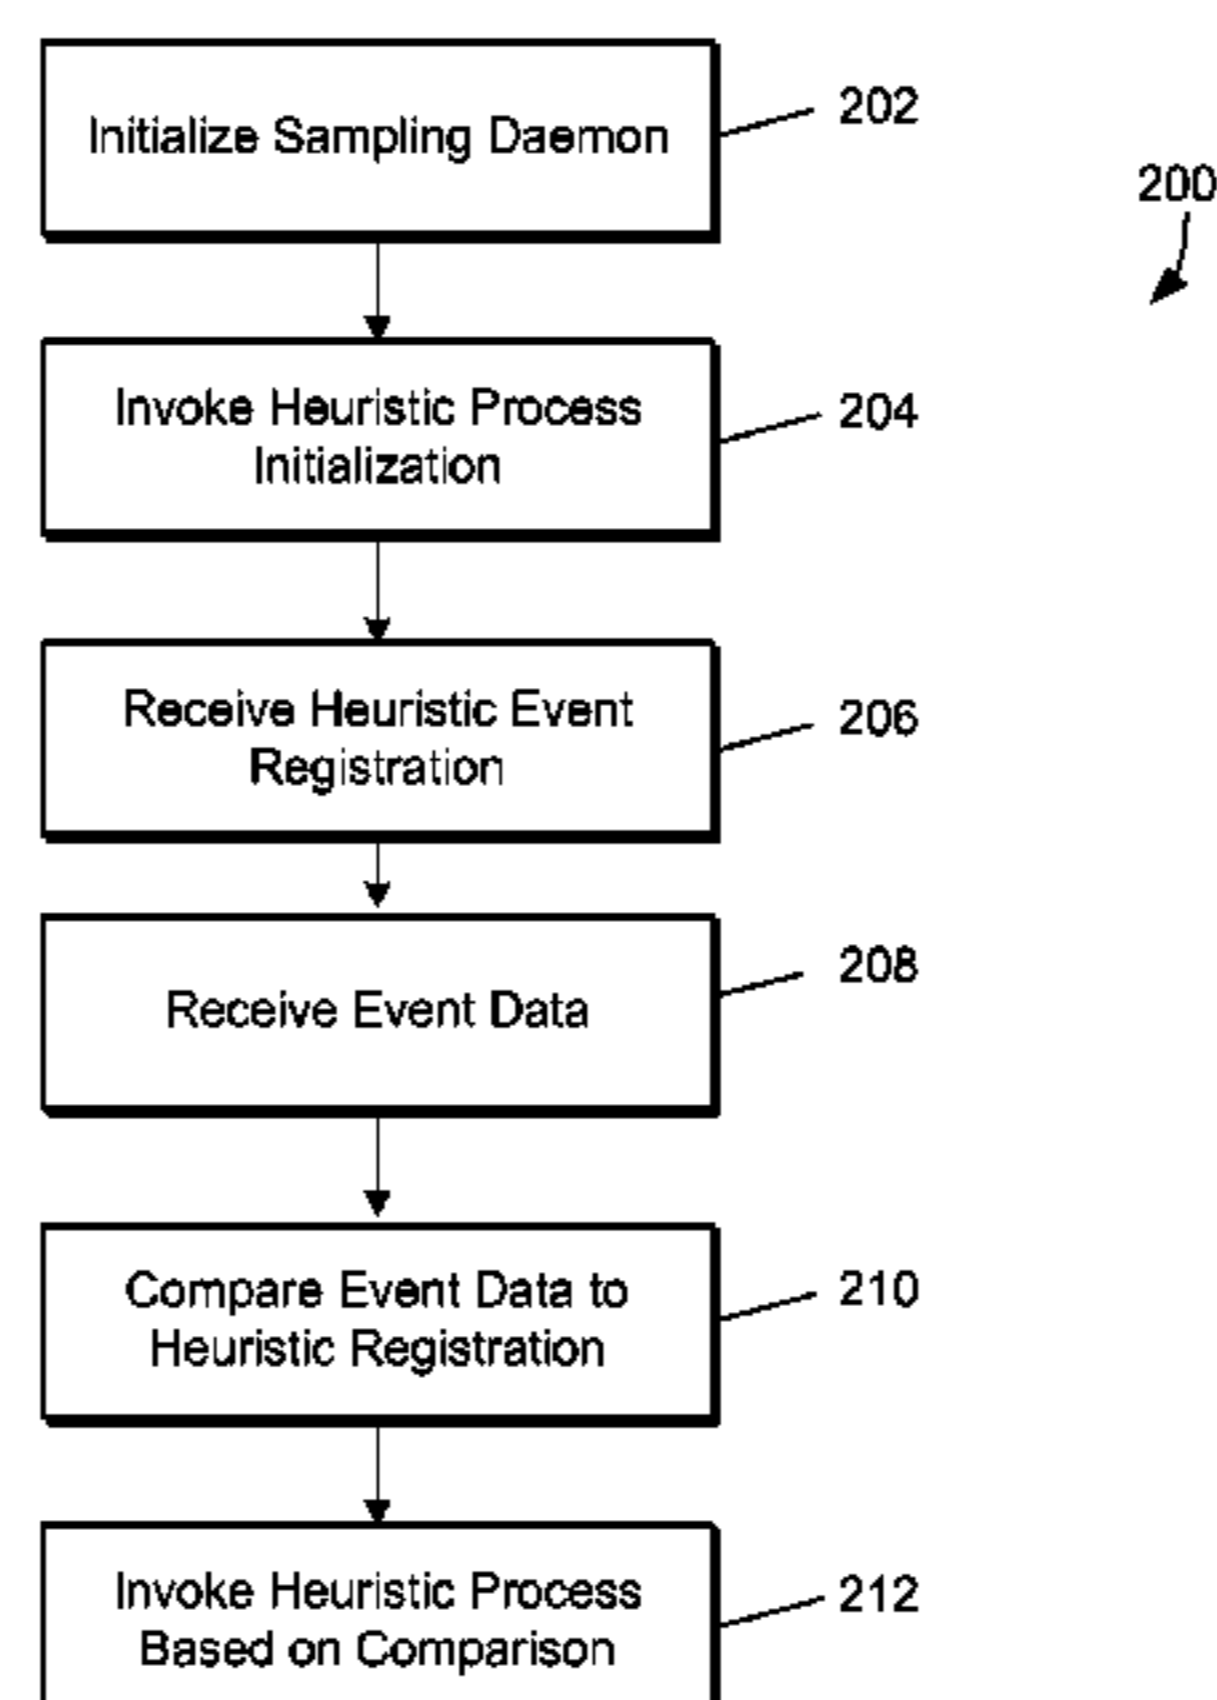 Initialize Sampling Daemon
202
200
Invoke Heuristic Process
Initialization
204
Receive Heuristic Event
Registration
206
Receive Event Data
208
Compare Event Data to
Heuristic Registration
210
Invoke Heuristic Process
Based on Comparison
212